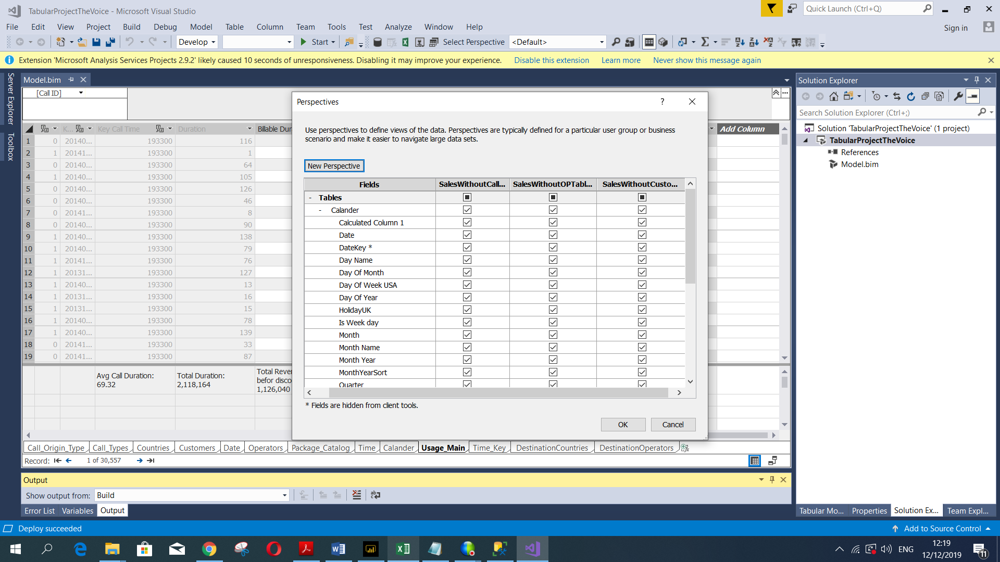 TabularProjectTheVoice - Microsoft Visual Studio
Quick Launch (Ctrl+Q)
File Edit View Project Build Debug Model Table Column Team Tools Test Analyze Window Help
Sign in
Develop Start Select Perspective <Default>
Extension 'Microsoft Analysis Services Projects 2.9.2' likely caused 10 seconds of unresponsiveness. Disabling it may improve your experience. Disable this extension Learn more Never show this message again
Server Explorer
Toolbox
Model.bim
[Call ID]
K... Key Call Time Duration Billable Dur Add Column
1 0 20140... 193300 116
2 1 20141... 193300 1
3 0 20140... 193300 64
4 1 20140... 193300 105
5 0 20140... 193300 126
6 0 20140... 193300 46
7 0 20141... 193300 8
8 0 20140... 193300 90
9 1 20140... 193300 138
10 1 20140... 193300 79
11 1 20141... 193300 76
12 1 20131... 193300 127
13 1 20140... 193300 13
14 1 20131... 193300 16
15 1 20131... 193300 15
16 1 20140... 193300 78
17 1 20140... 193300 139
18 0 20141... 193300 33
19 0 20141... 193300 87
Avg Call Duration:
69.32
Total Duration:
2,118,164
Total Reve
befor disco
1,126,040
Perspectives
?
Use perspectives to define views of the data. Perspectives are typically defined for a particular user group or business
scenario and make it easier to navigate large data sets.
New Perspective
Fields SalesWithoutCall... SalesWithoutOPTabl... SalesWithoutCusto...
- Tables
- Calander
Calculated Column 1
Date
DateKey *
Day Name
Day Of Month
Day Of Week USA
Day Of Year
HolidayUK
Is Week day
Month
Month Name
Month Year
MonthYearSort
Quarter
* Fields are hidden from client tools.
OK Cancel
Call_Origin_Type Call_Types Countries Customers Date Operators Package_Catalog Time Calander Usage_Main Time_Key DestinationCountries DestinationOperators
Record: 1 of 30,557
Output
Show output from: Build
Error List Variables Output
Solution Explorer
Search Solution Explorer (Ctrl+;)
Solution 'TabularProjectTheVoice' (1 project)
TabularProjectTheVoice
References
Model.bim
Tabular Mo... Properties Solution Ex... Team Expl...
Deploy succeeded
Add to Source Control
ENG
12:19
12/12/2019
11